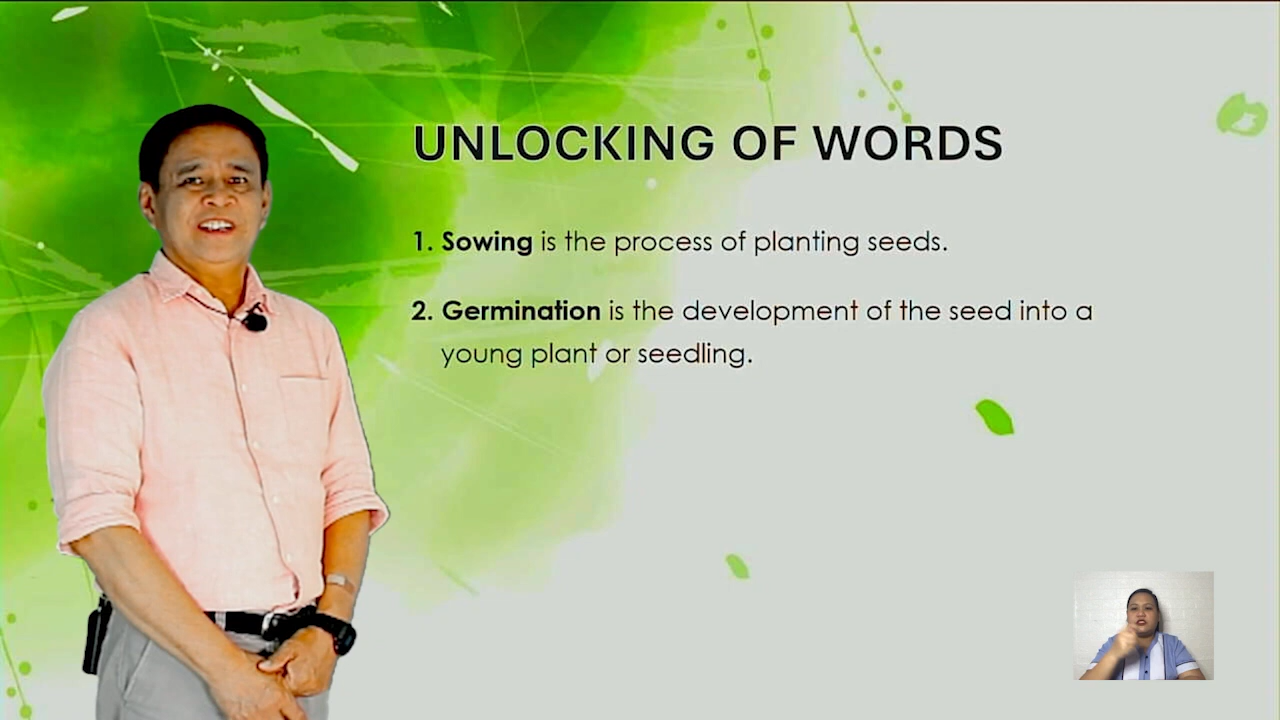 UNLOCKING OF WORDS
1. Sowing is the process of planting seeds.
2. Germination is the development of the seed into a
young plant or seedling.